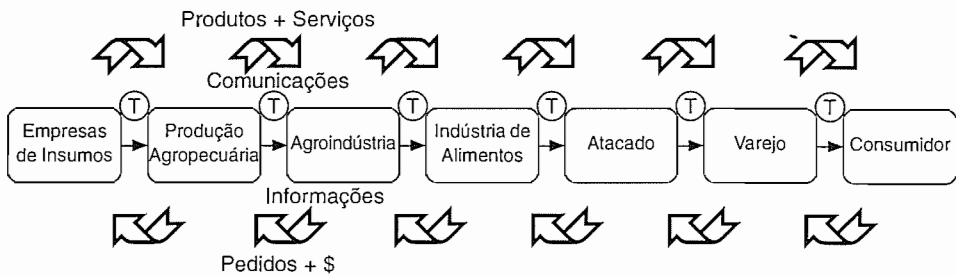 Produtos + Serviços
Comunicações
T T T T T T
Empresas de Insumos
Produção Agropecuária
Agroindústria
Indústria de Alimentos
Atacado
Varejo
Consumidor
Informações
Pedidos + $